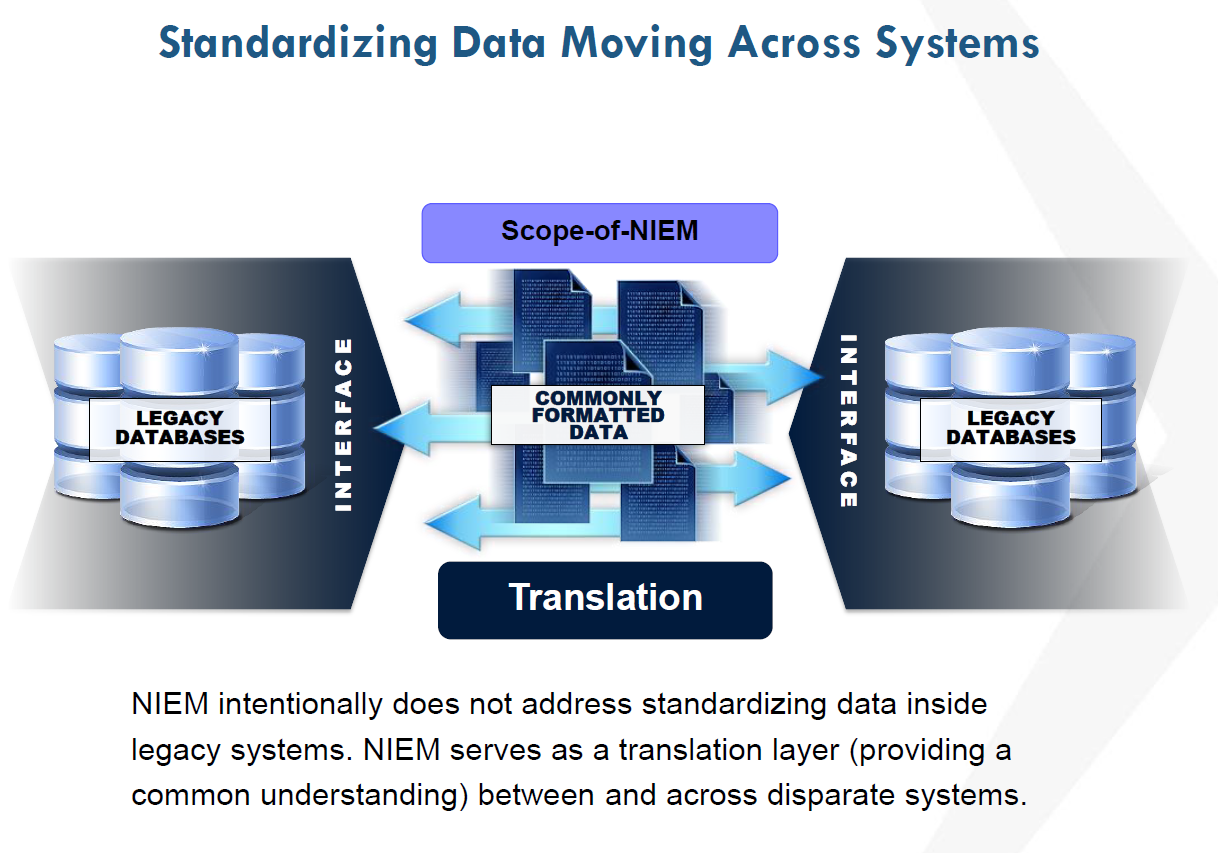 Standardizing Data Moving Across Systems
Scope-of-NIEM
INTERFACE
LEGACY
DATABASES
COMMONLY
FORMATTED
DATA
INTERFACE
LEGACY
DATABASES
Translation
NIEM intentionally does not address standardizing data inside
legacy systems. NIEM serves as a translation layer (providing a
common understanding) between and across disparate systems.